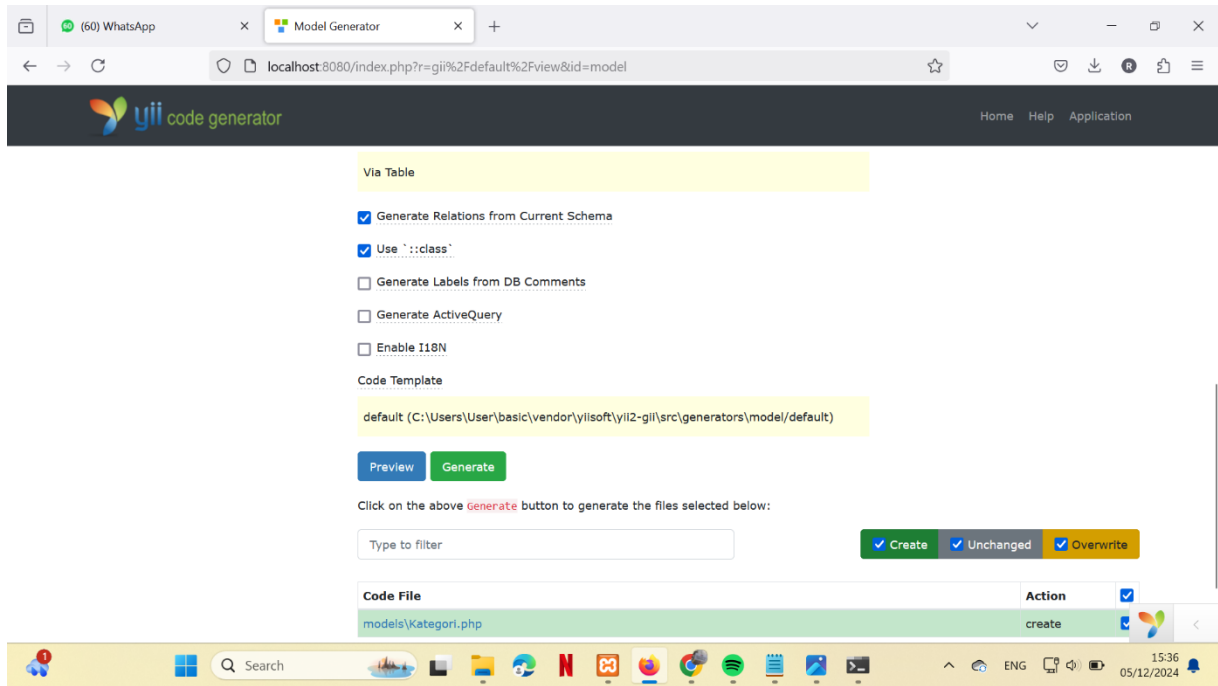 60 (60) WhatsApp
Model Generator
localhost:8080/index.php?r=gii%2Fdefault%2Fview&id=model
R
yii code generator
Home Help Application
Via Table
Generate Relations from Current Schema
Use `::class`
Generate Labels from DB Comments
Generate ActiveQuery
Enable I18N
Code Template
default (C:\Users\User\basic\vendor\yiisoft\yii2-gii\src\generators\model/default)
Preview Generate
Click on the above Generate button to generate the files selected below:
Type to filter
Create Unchanged Overwrite
Code File Action
models\Kategori.php create
1 Search ENG 15:36
05/12/2024